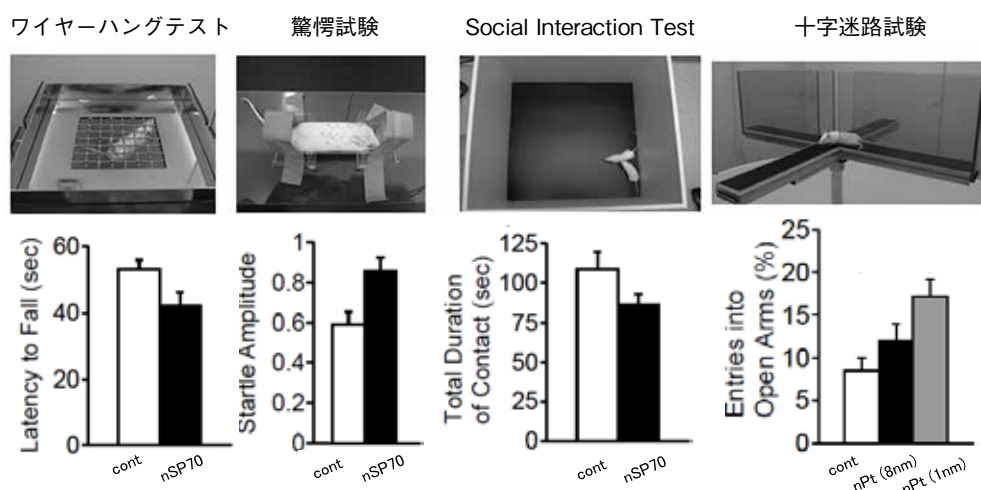 ワイヤーハングテスト
驚愕試験
Social Interaction Test
十字迷路試験
Latency to Fall (sec)
60
40
20
0
cont
nSP70
Startle Amplitude
1
0.8
0.6
0.4
0.2
0
cont
nSP70
Total Duration
of Contact (sec)
125
100
75
50
25
0
cont
nSP70
Entries into
Open Arms (%)
25
20
15
10
5
0
cont
nPt (8nm)
nPt (1nm)